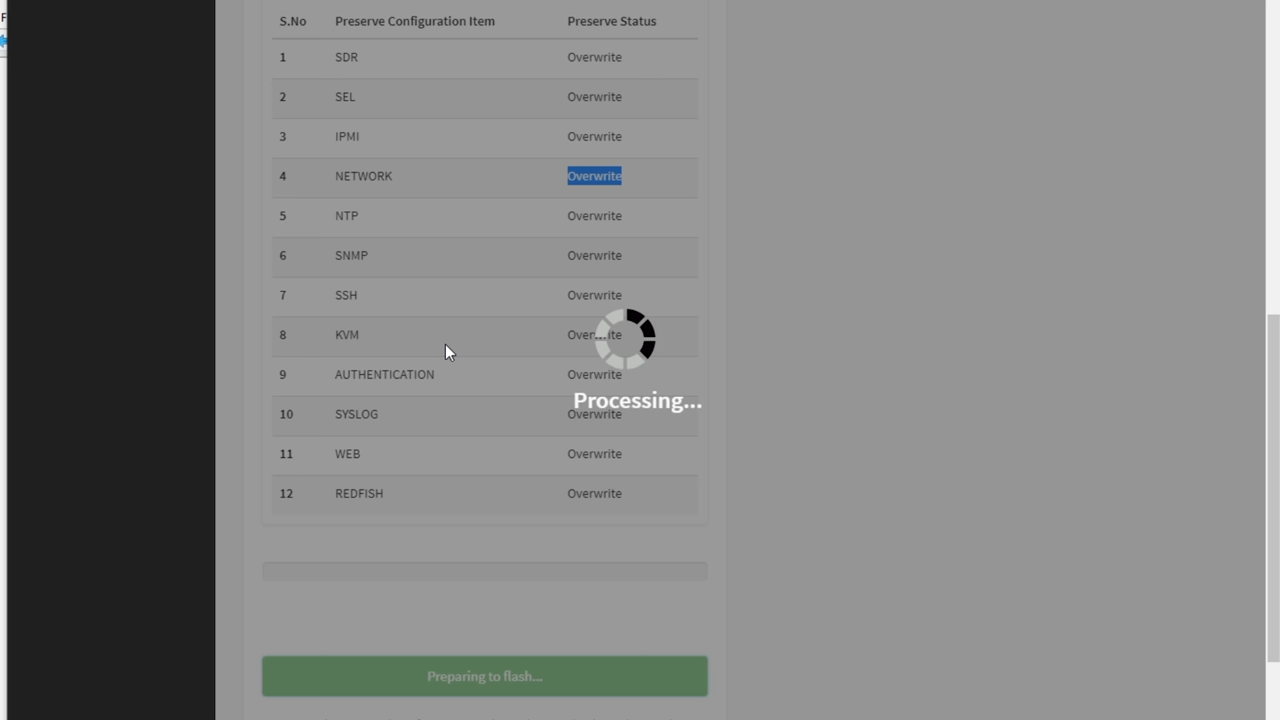 F
S.No Preserve Configuration Item Preserve Status
1 SDR Overwrite
2 SEL Overwrite
3 IPMI Overwrite
4 NETWORK Overwrite
5 NTP Overwrite
6 SNMP Overwrite
7 SSH Overwrite
8 KVM Overwrite
9 AUTHENTICATION Overwrite
Processing...
10 SYSLOG Overwrite
11 WEB Overwrite
12 REDFISH Overwrite
Preparing to flash...